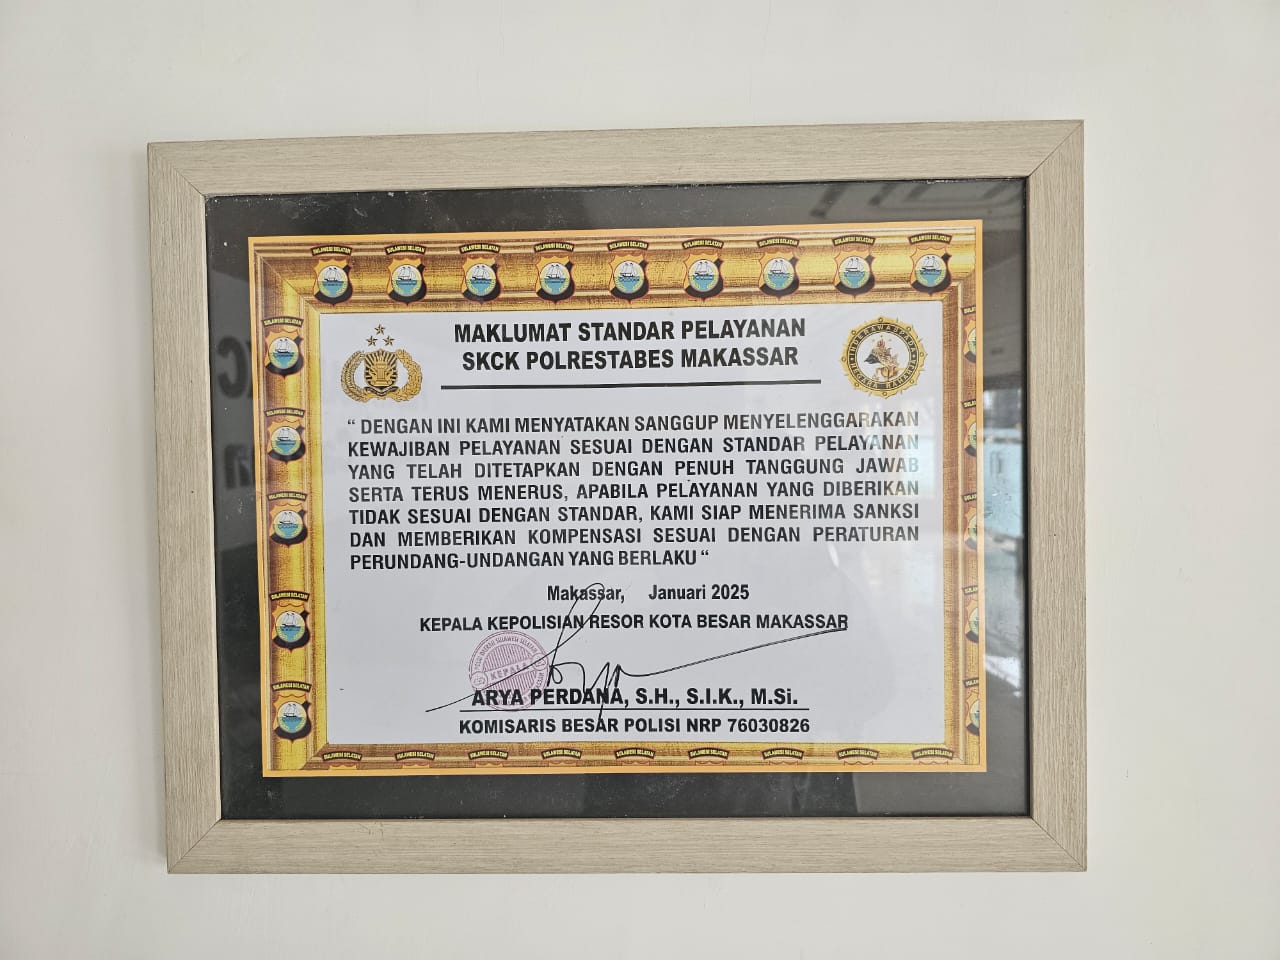 MAKLUMAT STANDAR PELAYANAN
SKCK POLRESTABES MAKASSAR
“ DENGAN INI KAMI MENYATAKAN SANGGUP MENYELENGGARAKAN
KEWAJIBAN PELAYANAN SESUAI DENGAN STANDAR PELAYANAN
YANG TELAH DITETAPKAN DENGAN PENUH TANGGUNG JAWAB
SERTA TERUS MENERUS, APABILA PELAYANAN YANG DIBERIKAN
TIDAK SESUAI DENGAN STANDAR, KAMI SIAP MENERIMA SANKSI
DAN MEMBERIKAN KOMPENSASI SESUAI DENGAN PERATURAN
PERUNDANG-UNDANGAN YANG BERLAKU “
Makassar, Januari 2025
KEPALA KEPOLISIAN RESOR KOTA BESAR MAKASSAR
KEPALA
ARYA PERDANA, S.H., S.I.K., M.Si.
KOMISARIS BESAR POLISI NRP 76030826
SULAWESI SELATAN